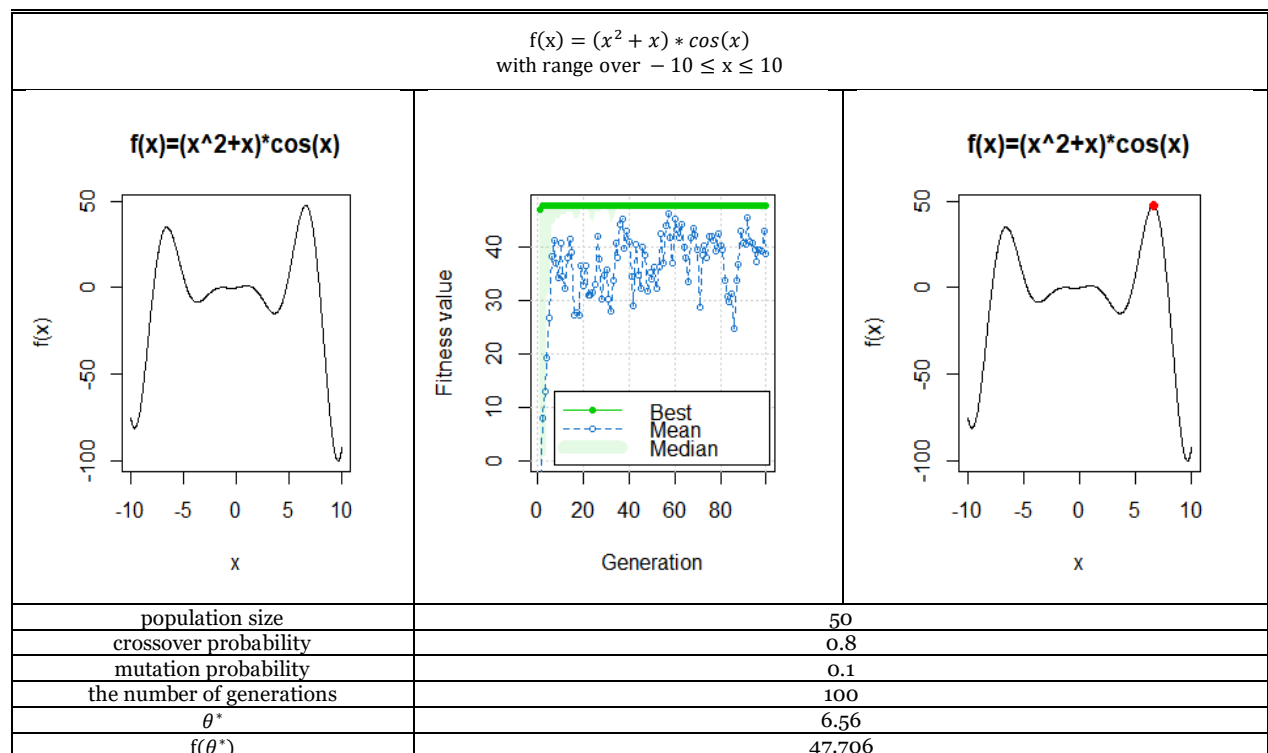 f(x) = (𝑥² + 𝑥) ∗ 𝑐𝑜𝑠(𝑥)
with range over − 10 ≤ x ≤ 10
f(x)=(x^2+x)*cos(x)
50
0
-50
-100
f(x)
-10 -5 0 5 10
x
40
30
20
10
0
Fitness value
Best
Mean
Median
0 20 40 60 80
Generation
f(x)=(x^2+x)*cos(x)
50
0
-50
-100
f(x)
-10 -5 0 5 10
x
population size 50
crossover probability 0.8
mutation probability 0.1
the number of generations 100
𝜃* 6.56
f(𝜃*) 47.706